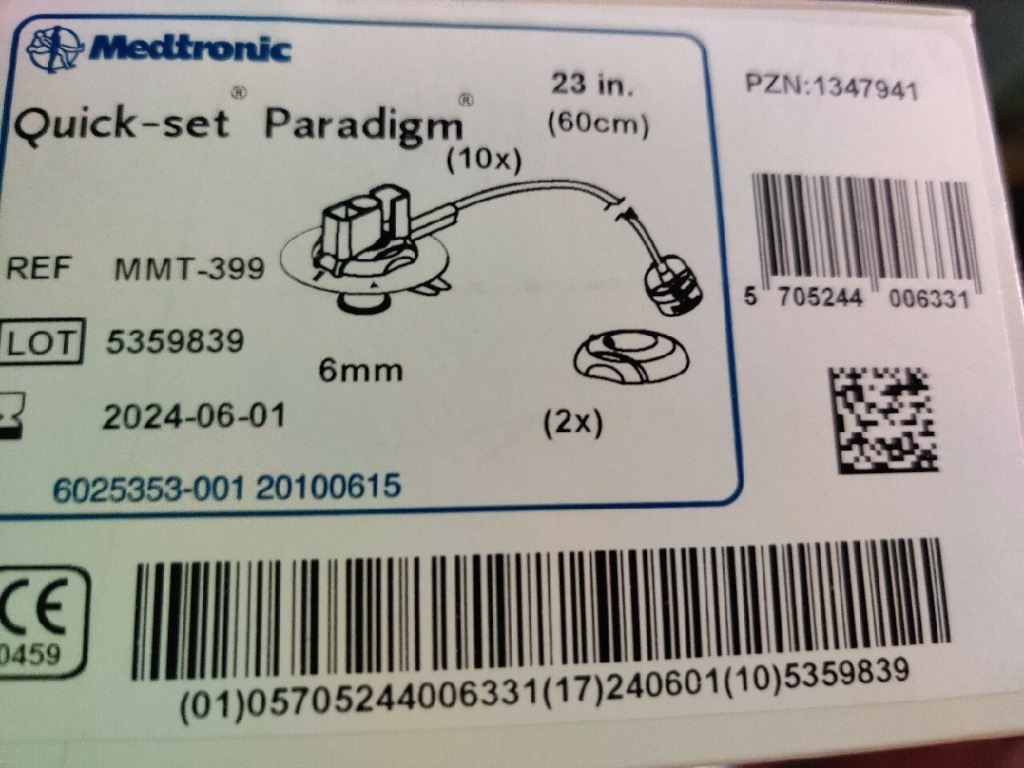 Medtronic
Quick-set® Paradigm®
23 in.
(60cm)
(10x)
PZN:1347941
REF MMT-399
5 705244 006331
LOT 5359839
6mm
2024-06-01
(2x)
6025353-001 20100615
CE
0459
(01)05705244006331(17)240601(10)5359839